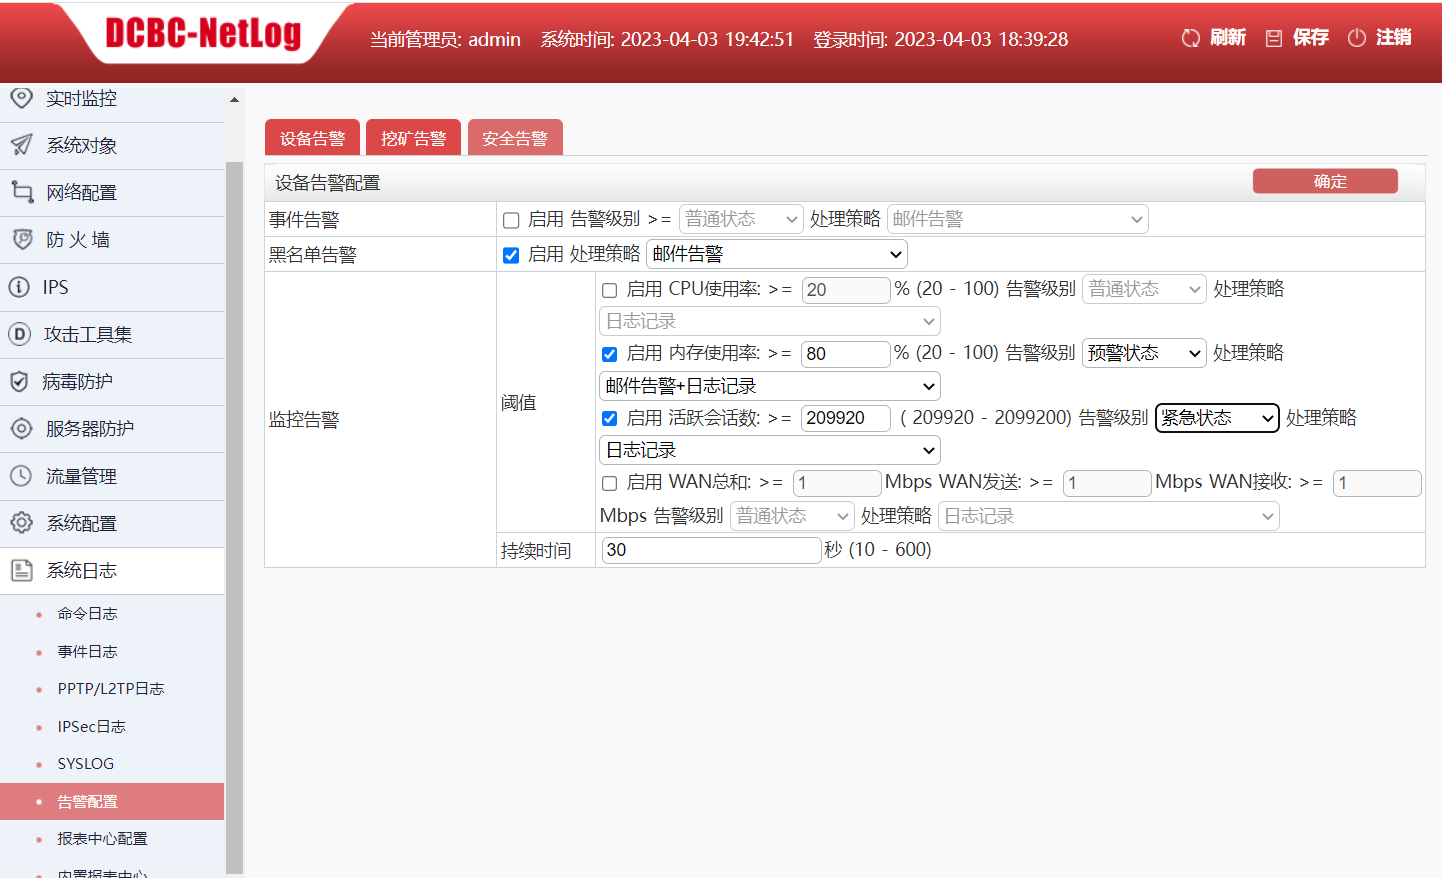 DCBC-NetLog
当前管理员: admin 系统时间: 2023-04-03 19:42:51 登录时间: 2023-04-03 18:39:28
刷新 保存 注销
实时监控
系统对象
网络配置
防 火 墙
IPS
攻击工具集
病毒防护
服务器防护
流量管理
系统配置
系统日志
命令日志
事件日志
PPTP/L2TP日志
IPSec日志
SYSLOG
告警配置
报表中心配置
内置报表中心
设备告警 挖矿告警 安全告警
设备告警配置 确定
事件告警 启用 告警级别 >= 普通状态 处理策略 邮件告警
黑名单告警 启用 处理策略 邮件告警
监控告警
阈值
启用 CPU使用率: >= 20 % (20 - 100) 告警级别 普通状态 处理策略
日志记录
启用 内存使用率: >= 80 % (20 - 100) 告警级别 预警状态 处理策略
邮件告警+日志记录
启用 活跃会话数: >= 209920 ( 209920 - 2099200) 告警级别 紧急状态 处理策略
日志记录
启用 WAN总和: >= 1 Mbps WAN发送: >= 1 Mbps WAN接收: >= 1
Mbps 告警级别 普通状态 处理策略 日志记录
持续时间 30 秒 (10 - 600)